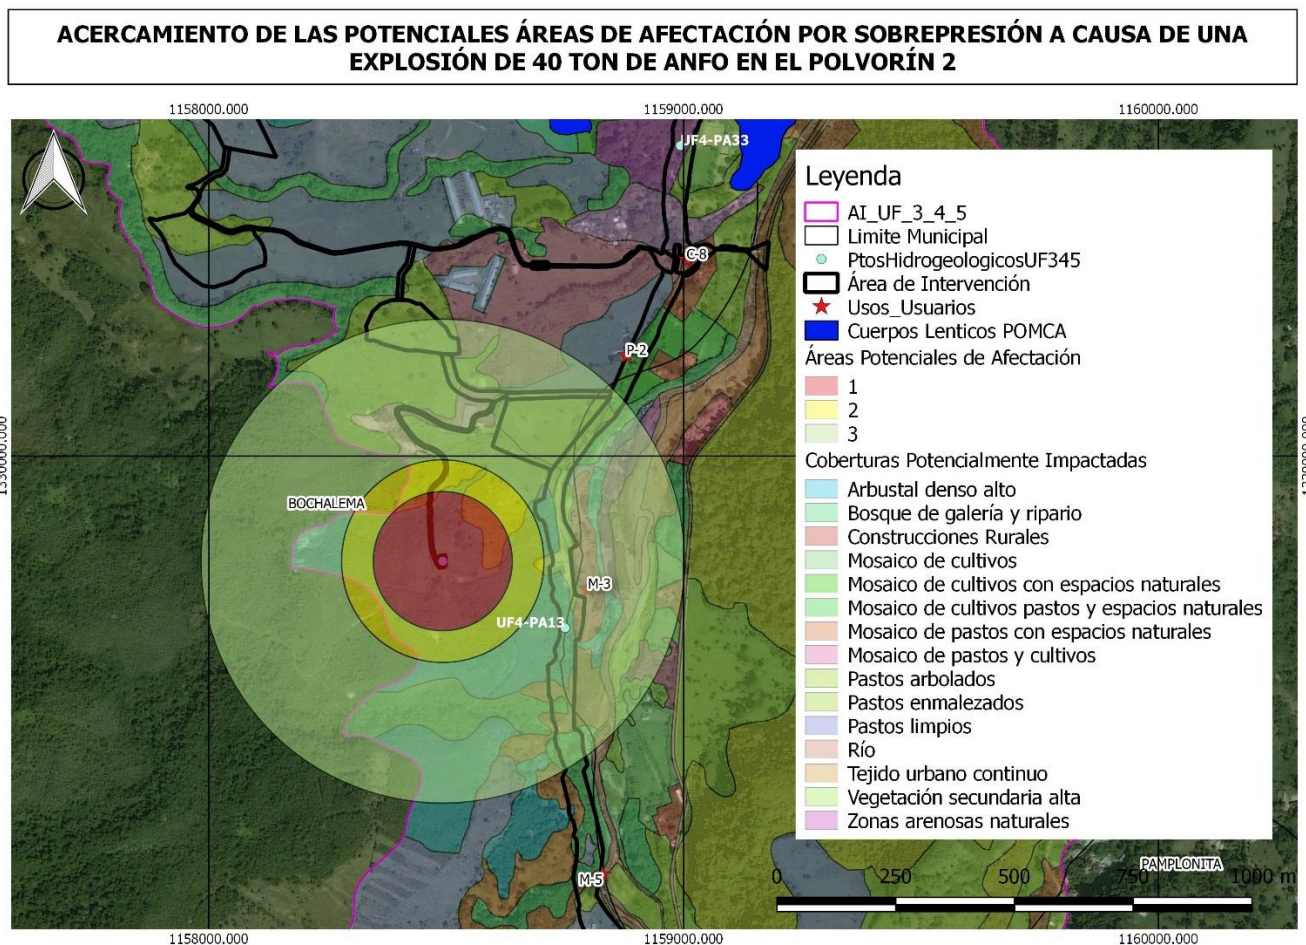 ACERCAMIENTO DE LAS POTENCIALES ÁREAS DE AFECTACIÓN POR SOBREPRESIÓN A CAUSA DE UNA
EXPLOSIÓN DE 40 TON DE ANFO EN EL POLVORÍN 2
1158000.000
1159000.000
1160000.000
UF4-PA33
C-8
P-2
1330000.000
1330000.000
BOCHALEMA
M-3
UF4-PA13
M-5
PAMPLONITA
Leyenda
AI_UF_3_4_5
Limite Municipal
PtosHidrogeologicosUF345
Área de Intervención
Usos_Usuarios
Cuerpos Lenticos POMCA
Áreas Potenciales de Afectación
1
2
3
Coberturas Potencialmente Impactadas
Arbustal denso alto
Bosque de galería y ripario
Construcciones Rurales
Mosaico de cultivos
Mosaico de cultivos con espacios naturales
Mosaico de cultivos pastos y espacios naturales
Mosaico de pastos con espacios naturales
Mosaico de pastos y cultivos
Pastos arbolados
Pastos enmalezados
Pastos limpios
Río
Tejido urbano continuo
Vegetación secundaria alta
Zonas arenosas naturales
0 250 500 750 1000 m
1158000.000
1159000.000
1160000.000